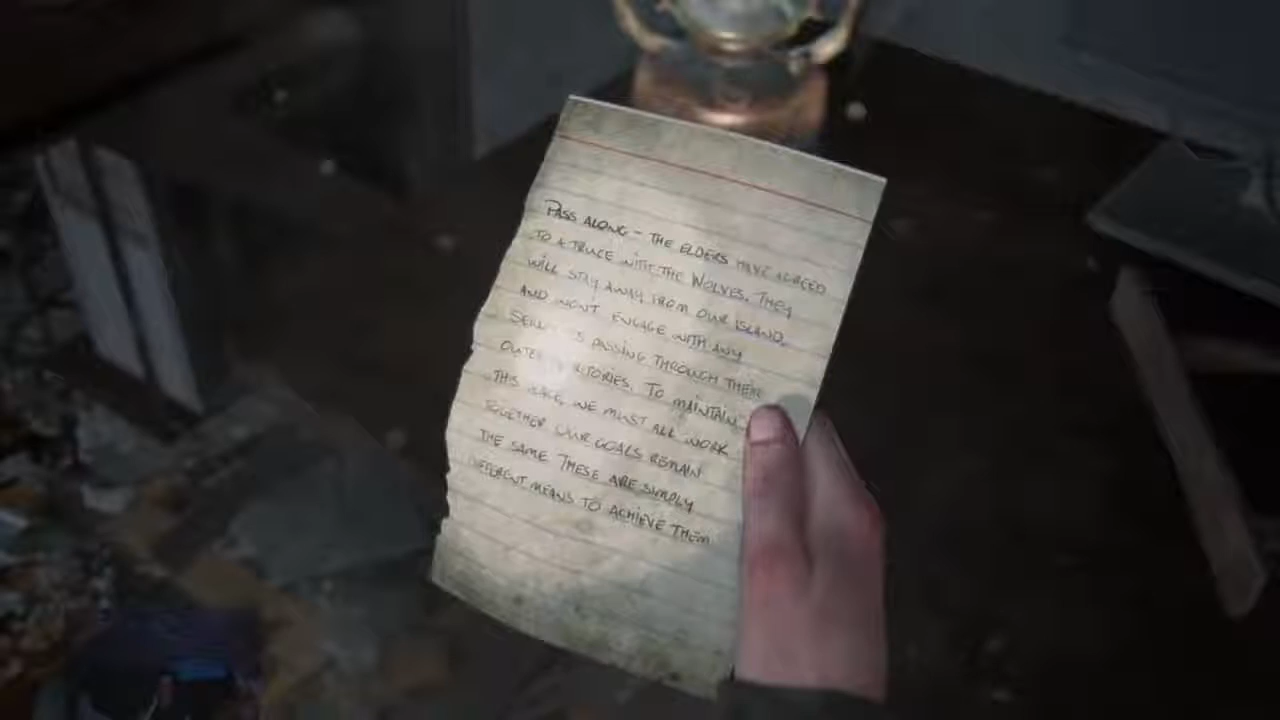 PASS ALONG - THE ELDERS HAVE AGREED
TO A TRUCE WITH THE WOLVES. THEY
WILL STAY AWAY FROM OUR ISLAND,
AND WON'T ENGAGE WITH ANY
PASSING THROUGH THEIR
OUTER TO MAINTAIN
THIS WE MUST ALL WORK
TOGETHER OUR GOALS REMAIN
THE SAME THESE ARE SIMPLY
DIFFERENT MEANS TO ACHIEVE THEM